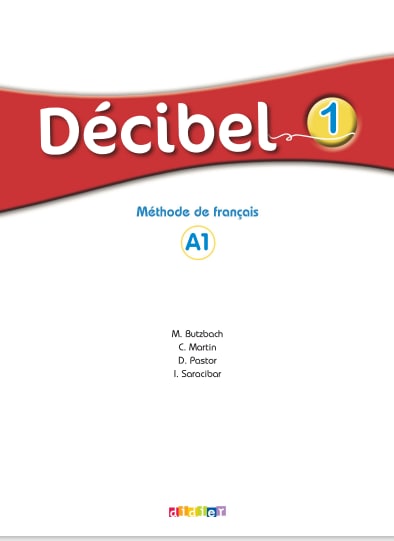 Décibel 1
Méthode de français
A1
M. Butzbach
C. Martin
D. Pastor
I. Saracibar
didier